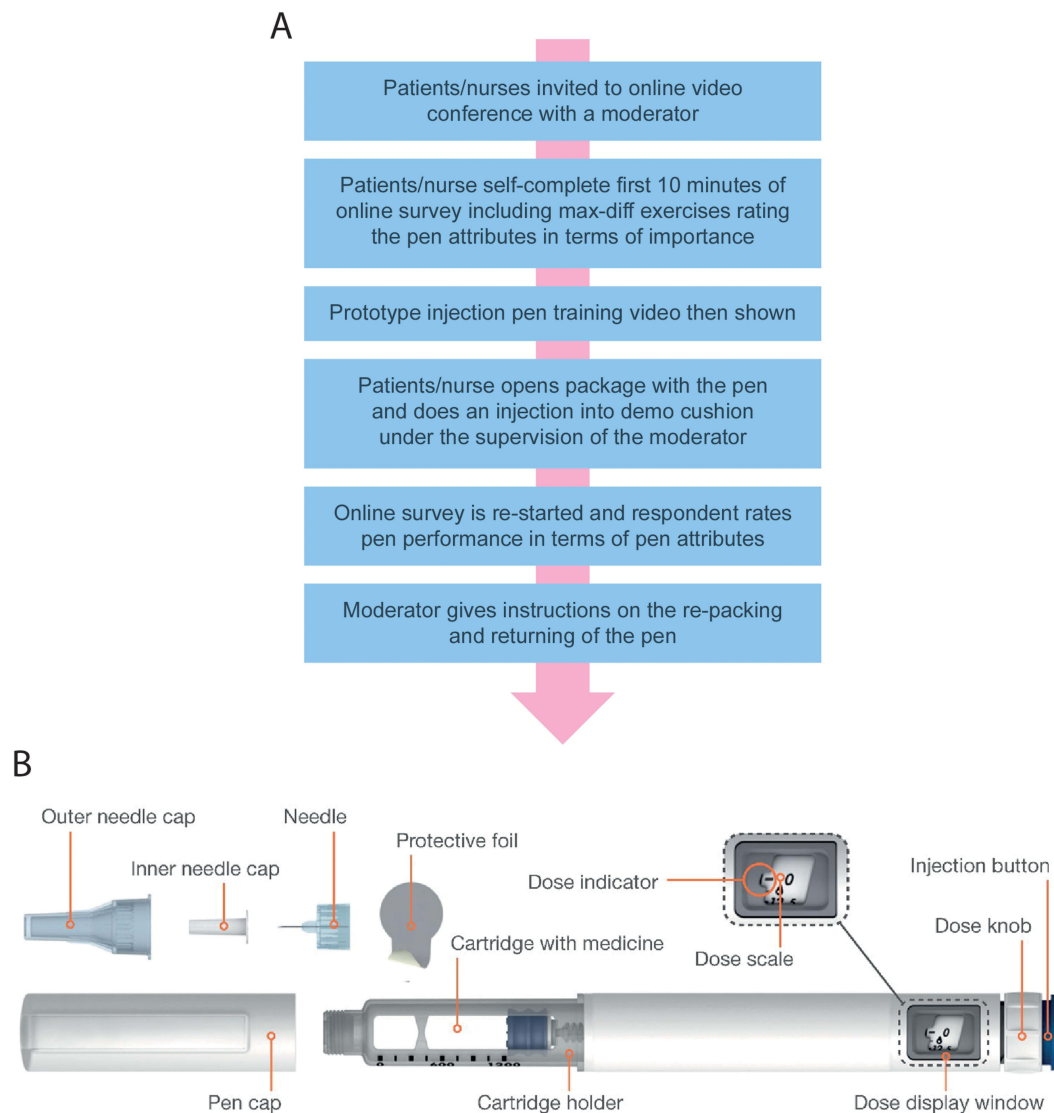 A
Patients/nurses invited to online video
conference with a moderator
Patients/nurse self-complete first 10 minutes of
online survey including max-diff exercises rating
the pen attributes in terms of importance
Prototype injection pen training video then shown
Patients/nurse opens package with the pen
and does an injection into demo cushion
under the supervision of the moderator
Online survey is re-started and respondent rates
pen performance in terms of pen attributes
Moderator gives instructions on the re-packing
and returning of the pen
B
Outer needle cap
Needle
Protective foil
Inner needle cap
Injection button
Dose indicator
0
Dose knob
Cartridge with medicine
Dose scale
0
0 600 1200
Pen cap
Cartridge holder
Dose display window